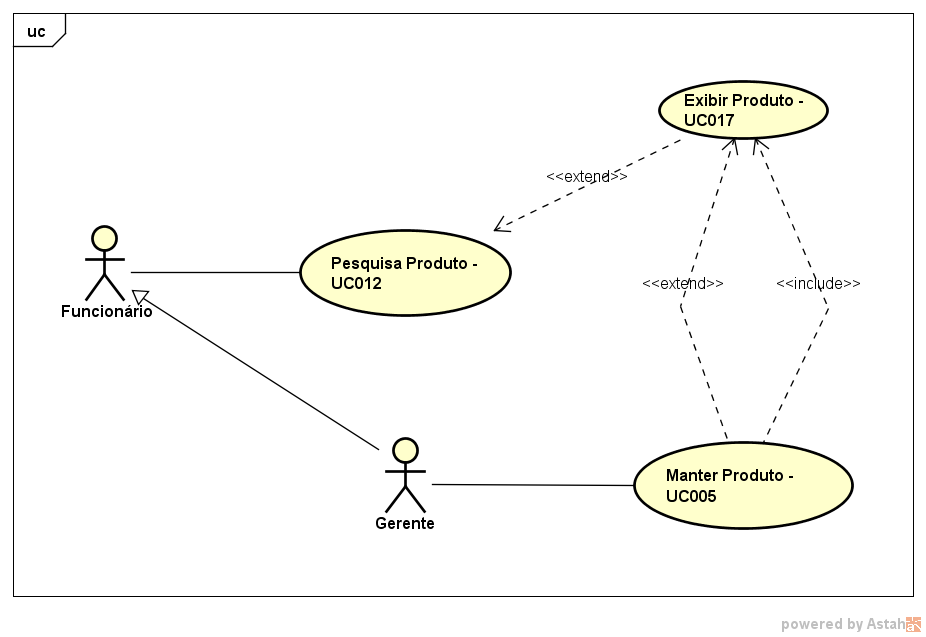 uc
Exibir Produto -
UC017
<<extend>>
Pesquisa Produto -
UC012
Funcionário
<<extend>>
<<include>>
Manter Produto -
UC005
Gerente
powered by Astah